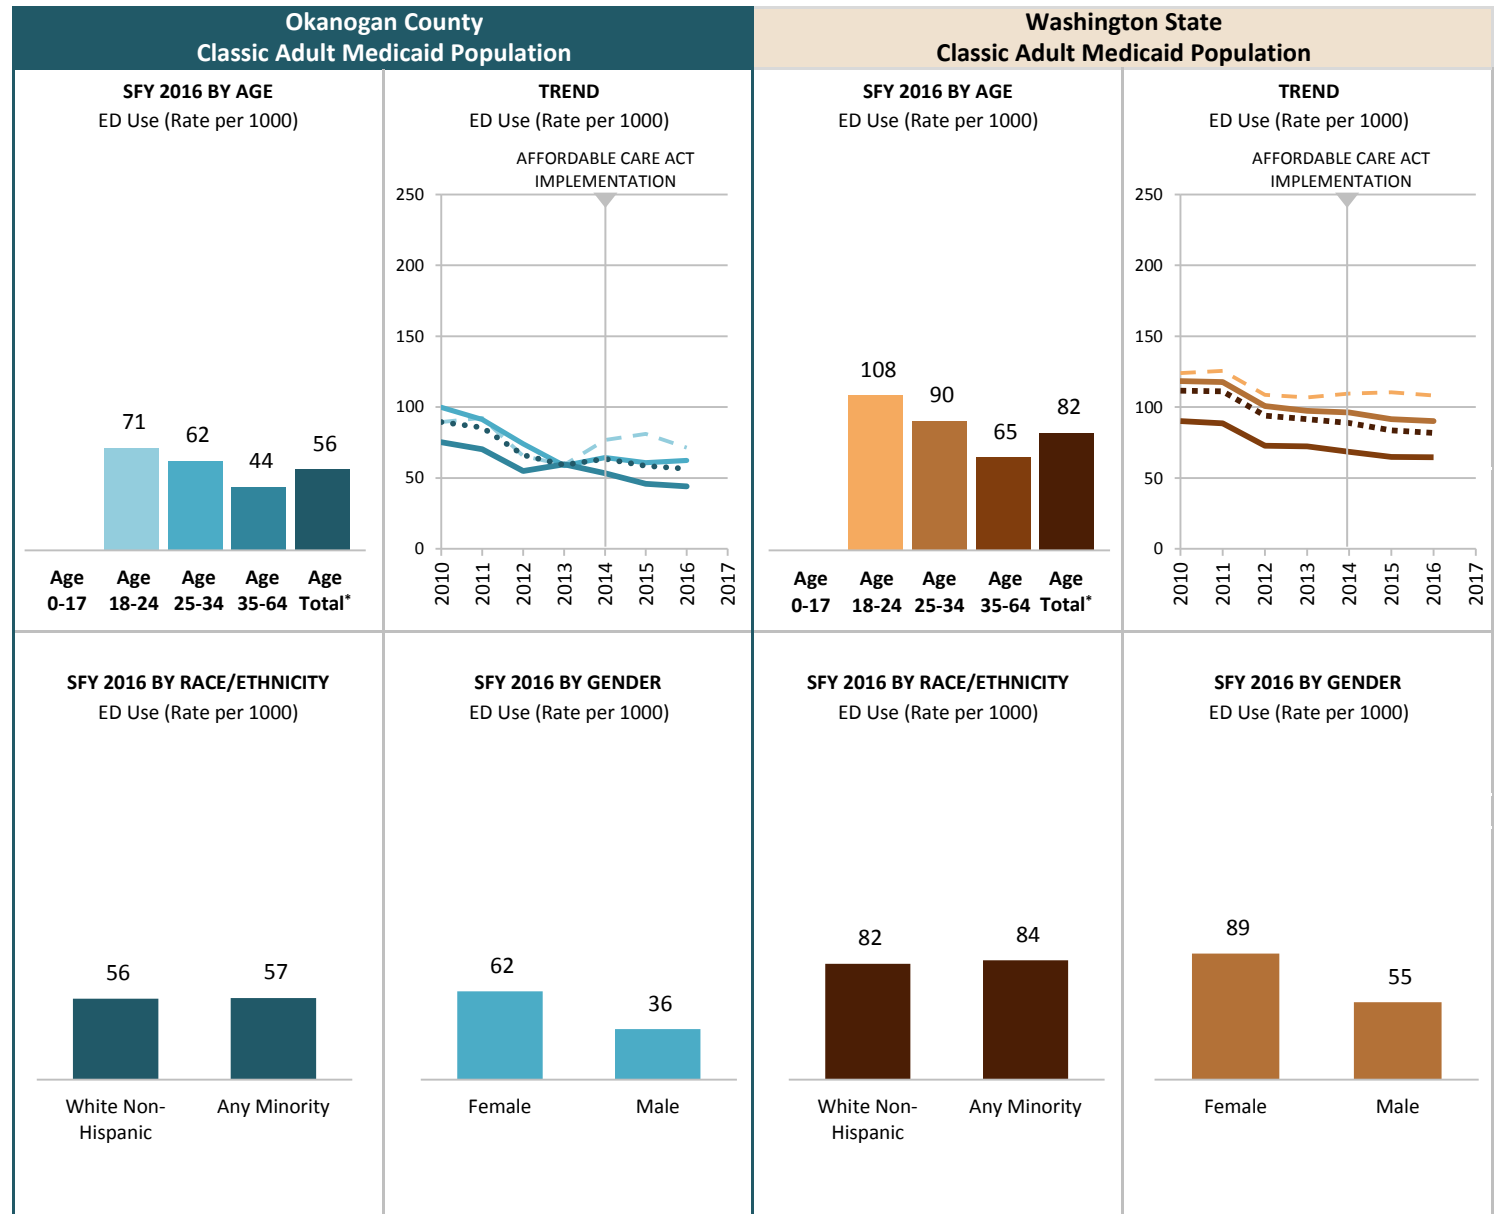 Okanogan County
Classic Adult Medicaid Population
SFY 2016 BY AGE
ED Use (Rate per 1000)
71
62
44
56
Age 0-17
Age 18-24
Age 25-34
Age 35-64
Age Total*
TREND
ED Use (Rate per 1000)
AFFORDABLE CARE ACT
IMPLEMENTATION
250
200
150
100
50
0
2010
2011
2012
2013
2014
2015
2016
2017
SFY 2016 BY RACE/ETHNICITY
ED Use (Rate per 1000)
56
57
White Non-
Hispanic
Any Minority
SFY 2016 BY GENDER
ED Use (Rate per 1000)
62
36
Female
Male
Washington State
Classic Adult Medicaid Population
SFY 2016 BY AGE
ED Use (Rate per 1000)
108
90
65
82
Age 0-17
Age 18-24
Age 25-34
Age 35-64
Age Total*
TREND
ED Use (Rate per 1000)
AFFORDABLE CARE ACT
IMPLEMENTATION
250
200
150
100
50
0
2010
2011
2012
2013
2014
2015
2016
2017
SFY 2016 BY RACE/ETHNICITY
ED Use (Rate per 1000)
82
84
White Non-
Hispanic
Any Minority
SFY 2016 BY GENDER
ED Use (Rate per 1000)
89
55
Female
Male